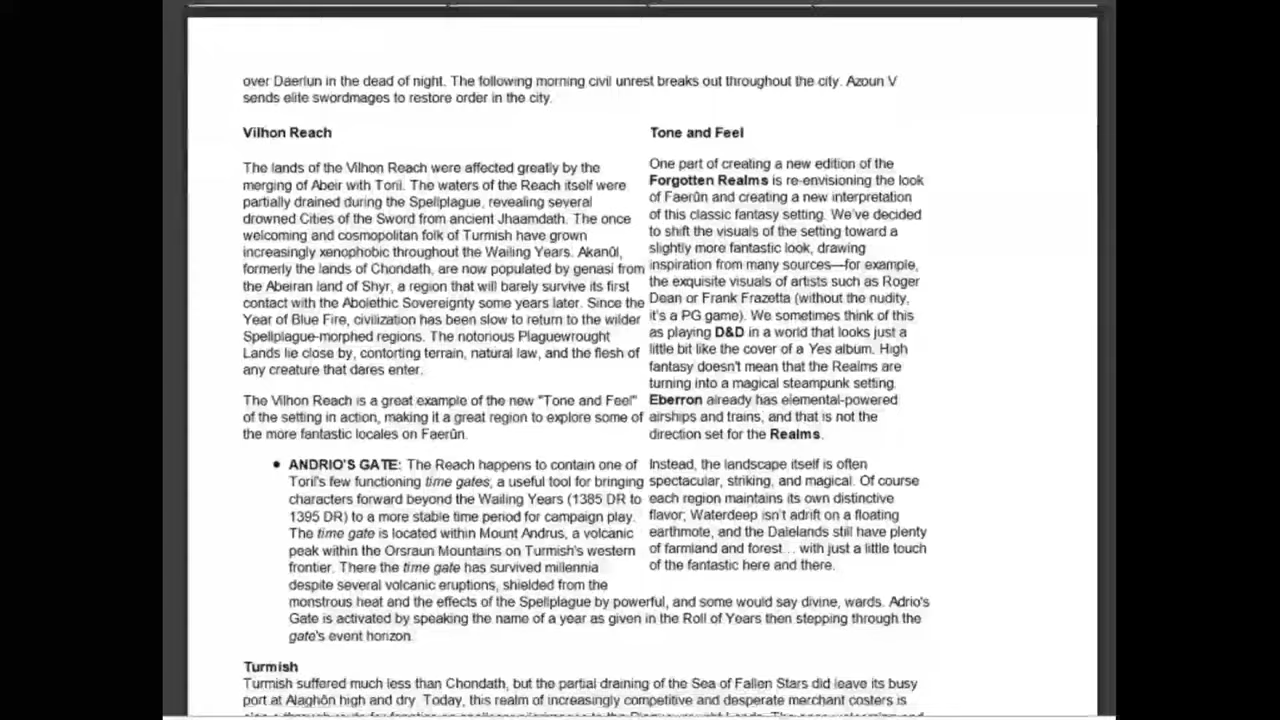 over Daerlun in the dead of night. The following morning civil unrest breaks out throughout the city. Azoun V
sends elite swordmages to restore order in the city.
Vilhon Reach
The lands of the Vilhon Reach were affected greatly by the
merging of Abeir with Toril. The waters of the Reach itself were
partially drained during the Spellplague, revealing several
drowned Cities of the Sword from ancient Jhaamdath. The once
welcoming and cosmopolitan folk of Turmish have grown
increasingly xenophobic throughout the Wailing Years. Akanûl,
formerly the lands of Chondath, are now populated by genasi from
the Abeiran land of Shyr, a region that will barely survive its first
contact with the Abolethic Sovereignty some years later. Since the
Year of Blue Fire, civilization has been slow to return to the wilder
Spellplague-morphed regions. The notorious Plaguewrought
Lands lie close by, contorting terrain, natural law, and the flesh of
any creature that dares enter.
The Vilhon Reach is a great example of the new "Tone and Feel"
of the setting in action, making it a great region to explore some of
the more fantastic locales on Faerûn.
• ANDRIO'S GATE: The Reach happens to contain one of
Toril's few functioning time gates, a useful tool for bringing
characters forward beyond the Wailing Years (1385 DR to
1395 DR) to a more stable time period for campaign play.
The time gate is located within Mount Andrus, a volcanic
peak within the Orsraun Mountains on Turmish's western
frontier. There the time gate has survived millennia
despite several volcanic eruptions, shielded from the
monstrous heat and the effects of the Spellplague by powerful, and some would say divine, wards. Adrio's
Gate is activated by speaking the name of a year as given in the Roll of Years then stepping through the
gate's event horizon.
Tone and Feel
One part of creating a new edition of the
Forgotten Realms is re-envisioning the look
of Faerûn and creating a new interpretation
of this classic fantasy setting. We've decided
to shift the visuals of the setting toward a
slightly more fantastic look, drawing
inspiration from many sources—for example,
the exquisite visuals of artists such as Roger
Dean or Frank Frazetta (without the nudity,
it's a PG game). We sometimes think of this
as playing D&D in a world that looks just a
little bit like the cover of a Yes album. High
fantasy doesn't mean that the Realms are
turning into a magical steampunk setting.
Eberron already has elemental-powered
airships and trains, and that is not the
direction set for the Realms.
Instead, the landscape itself is often
spectacular, striking, and magical. Of course
each region maintains its own distinctive
flavor; Waterdeep isn't adrift on a floating
earthmote, and the Dalelands still have plenty
of farmland and forest... with just a little touch
of the fantastic here and there.
Turmish
Turmish suffered much less than Chondath, but the partial draining of the Sea of Fallen Stars did leave its busy
port at Alaghôn high and dry. Today, this realm of increasingly competitive and desperate merchant costers is